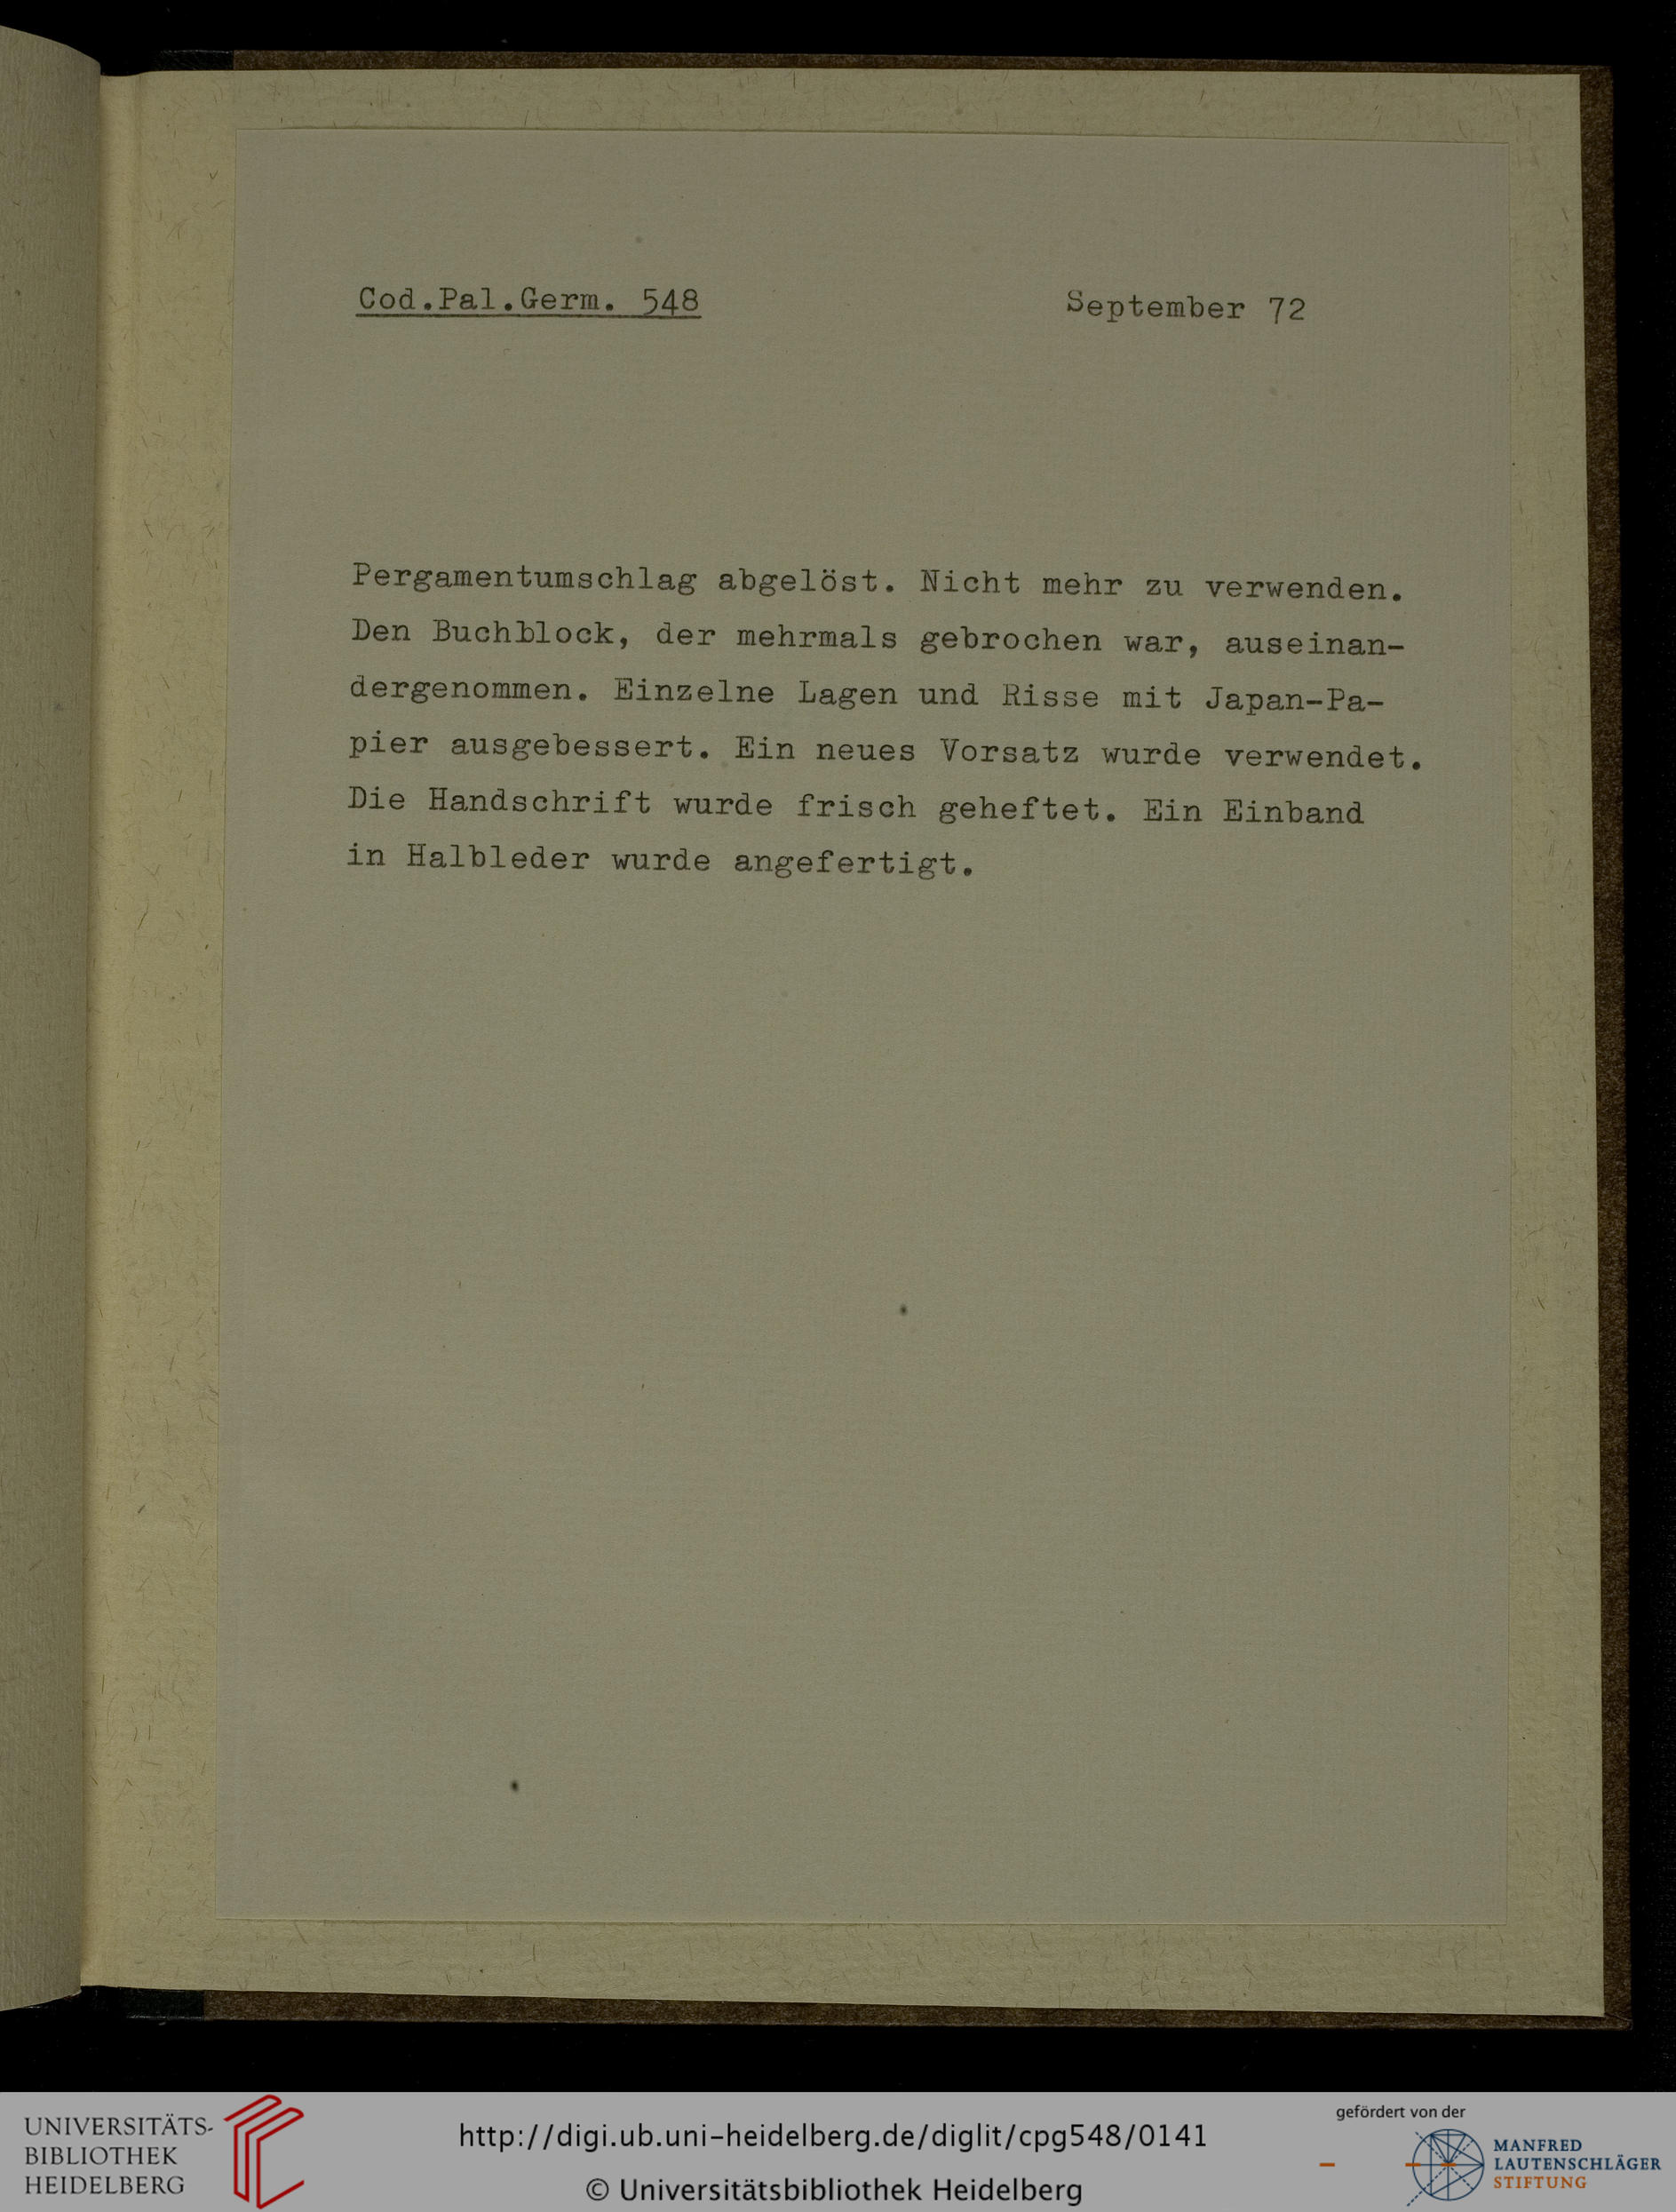 Cod.Pal.Germ. 548 September 72
Pergamentumschlag abgelöst. Nicht mehr zu verwenden.
Den Buchblock, der mehrmals gebrochen war, auseinan-
dergenommen. Einzelne Lagen und Risse mit Japan-Pa-
pier ausgebessert. Ein neues Vorsatz wurde verwendet.
Die Handschrift wurde frisch geheftet. Ein Einband
in Halbleder wurde angefertigt.
UNIVERSITÄTS-
BIBLIOTHEK
HEIDELBERG
http://digi.ub.uni-heidelberg.de/diglit/cpg548/0141
© Universitätsbibliothek Heidelberg
gefördert von der
MANFRED
LAUTENSCHLÄGER
STIFTUNG